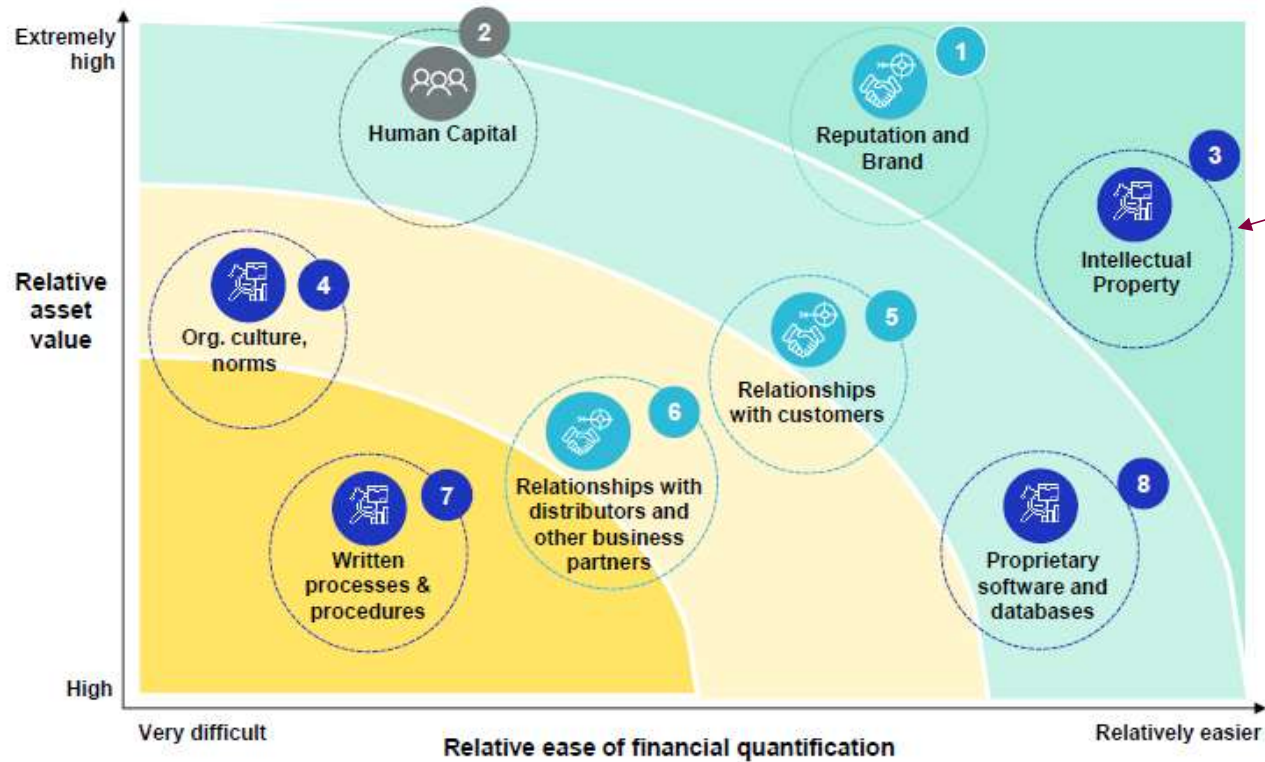 Extremely
high
2
Human Capital
1
Reputation and
Brand
3
Intellectual
Property
Relative
asset
value
4
Org. culture,
norms
5
Relationships
with customers
6
Relationships with
distributors and
other business
partners
7
Written
processes &
procedures
8
Proprietary
software and
databases
High
Very difficult
Relative ease of financial quantification
Relatively easier